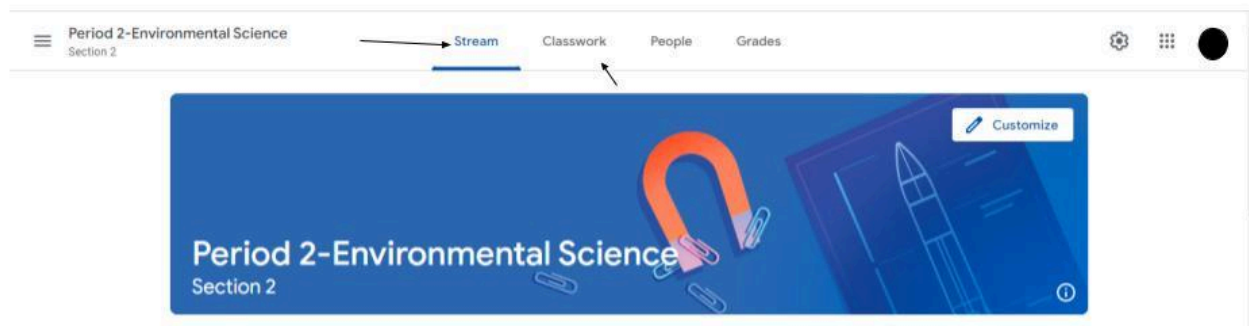 Period 2-Environmental Science
Section 2
Stream Classwork People Grades
Customize
Period 2-Environmental Science
Section 2